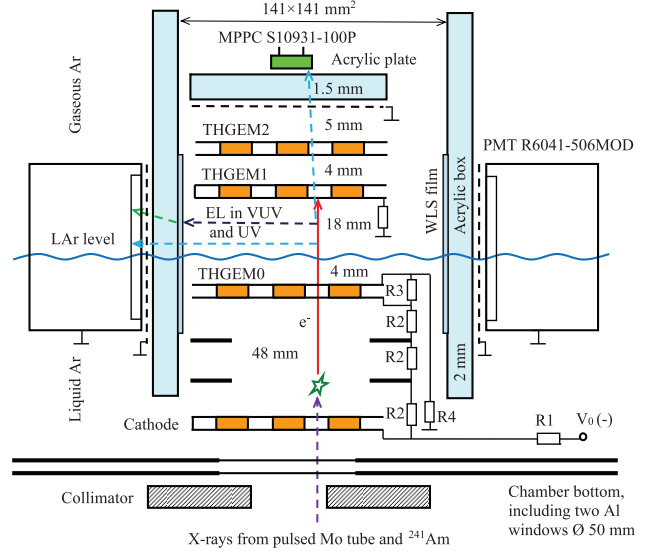 141×141 mm²
MPPC S10931-100P
Acrylic plate
1.5 mm
Gaseous Ar
5 mm
THGEM2
4 mm
PMT R6041-506MOD
THGEM1
WLS film
Acrylic box
EL in VUV
and UV
18 mm
LAr level
THGEM0
4 mm
R3
e⁻
R2
48 mm
R2
2 mm
Liquid Ar
Cathode
R2
R4
R1
V₀ (-)
Collimator
Chamber bottom,
including two Al
windows Ø 50 mm
X-rays from pulsed Mo tube and ²⁴¹Am